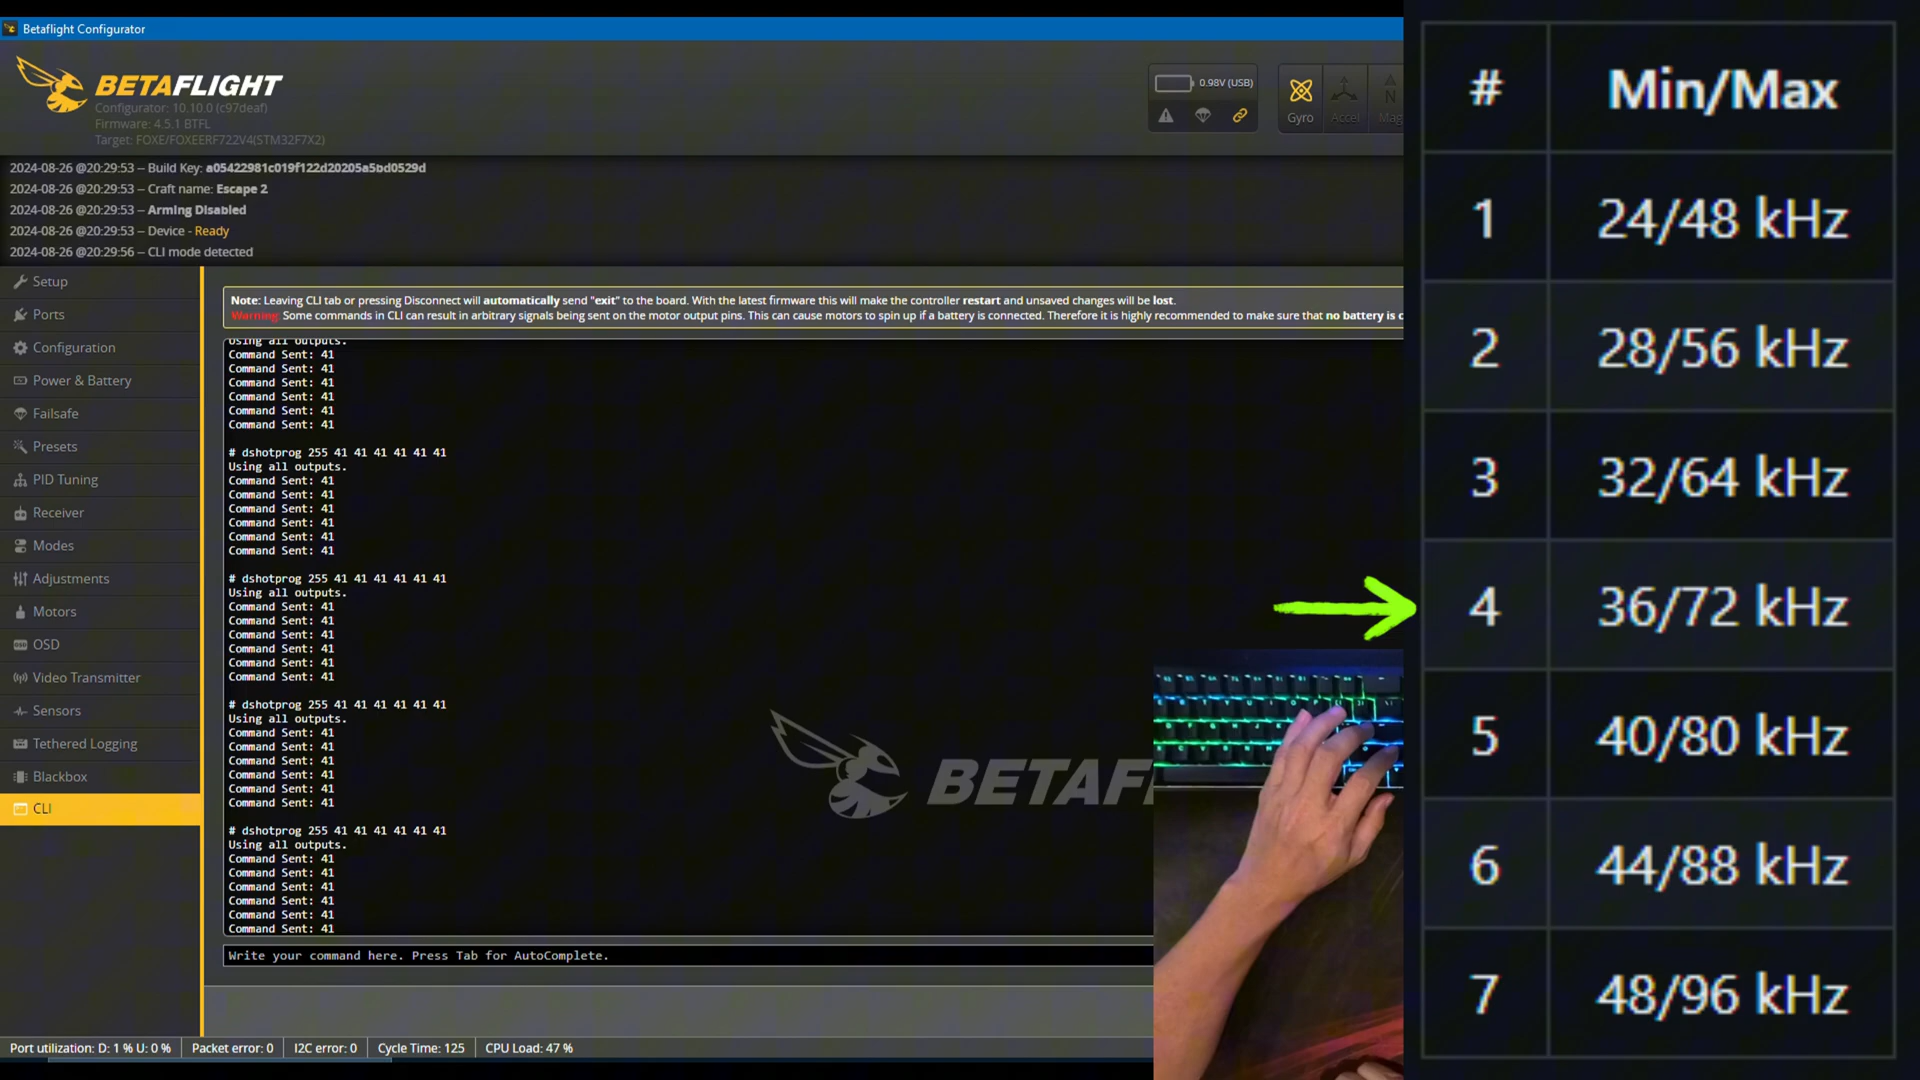 Betaflight Configurator
BETAFLIGHT
Configurator: 10.10.0 (c97deaf)
Firmware: 4.5.1 BTFL
Target: FOXE/FOXEERF722V4(STM32F7X2)
0.98V (USB)
Gyro
Accel
Mag
2024-08-26 @20:29:53 -- Build Key: a05422981c019f122d20205a5bd0529d
2024-08-26 @20:29:53 -- Craft name: Escape 2
2024-08-26 @20:29:53 -- Arming Disabled
2024-08-26 @20:29:53 -- Device - Ready
2024-08-26 @20:29:56 -- CLI mode detected
Setup
Ports
Configuration
Power & Battery
Failsafe
Presets
PID Tuning
Receiver
Modes
Adjustments
Motors
OSD
Video Transmitter
Sensors
Tethered Logging
Blackbox
CLI
Note: Leaving CLI tab or pressing Disconnect will automatically send "exit" to the board. With the latest firmware this will make the controller restart and unsaved changes will be lost.
Warning: Some commands in CLI can result in arbitrary signals being sent on the motor output pins. This can cause motors to spin up if a battery is connected. Therefore it is highly recommended to make sure that no battery is c
Using all outputs.
Command Sent: 41
Command Sent: 41
Command Sent: 41
Command Sent: 41
Command Sent: 41
Command Sent: 41
# dshotprog 255 41 41 41 41 41 41
Using all outputs.
Command Sent: 41
Command Sent: 41
Command Sent: 41
Command Sent: 41
Command Sent: 41
Command Sent: 41
# dshotprog 255 41 41 41 41 41 41
Using all outputs.
Command Sent: 41
Command Sent: 41
Command Sent: 41
Command Sent: 41
Command Sent: 41
Command Sent: 41
# dshotprog 255 41 41 41 41 41 41
Using all outputs.
Command Sent: 41
Command Sent: 41
Command Sent: 41
Command Sent: 41
Command Sent: 41
Command Sent: 41
# dshotprog 255 41 41 41 41 41 41
Using all outputs.
Command Sent: 41
Command Sent: 41
Command Sent: 41
Command Sent: 41
Command Sent: 41
Command Sent: 41
BETAF
Write your command here. Press Tab for AutoComplete.
Port utilization: D: 1 % U: 0 %
Packet error: 0
I2C error: 0
Cycle Time: 125
CPU Load: 47 %
# Min/Max
1 24/48 kHz
2 28/56 kHz
3 32/64 kHz
4 36/72 kHz
5 40/80 kHz
6 44/88 kHz
7 48/96 kHz